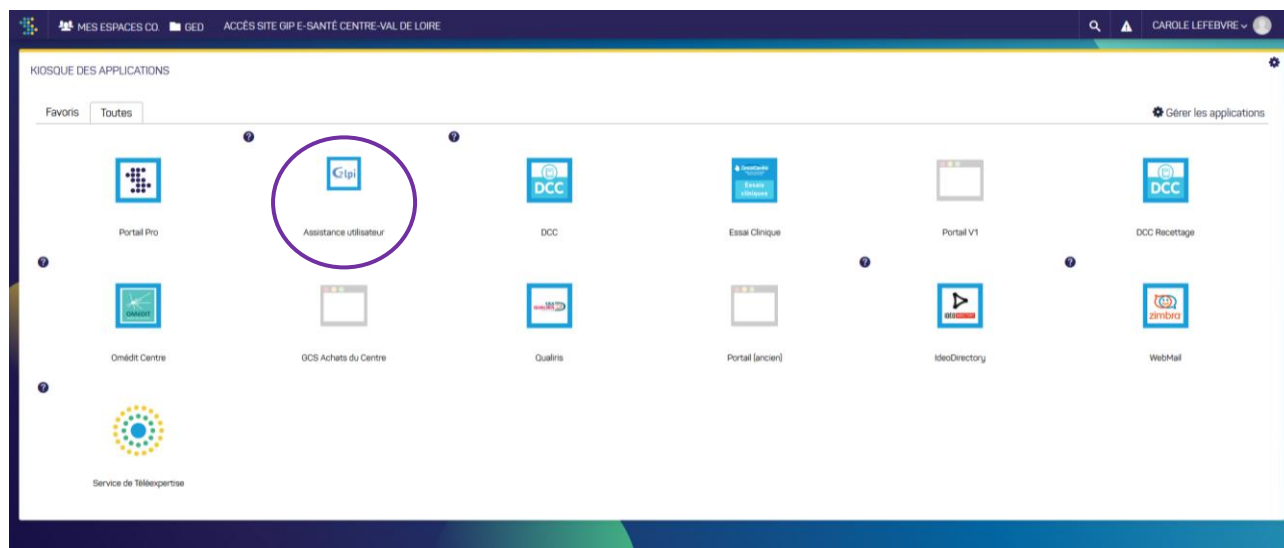 MES ESPACES CO. GED ACCÈS SITE GIP E-SANTÉ CENTRE-VAL DE LOIRE CAROLE LEFEBVRE
KIOSQUE DES APPLICATIONS
Favoris Toutes Gérer les applications
Glpi DCC Essais cliniques DCC
Portail Pro Assistance utilisateur DCC Essai Clinique Portail V1 DCC Recettage
OMéDIT zimbra
Omédit Centre GCS Achats du Centre Qualiris Portail (ancien) IdeoDirectory WebMail
Service de Téléexpertise